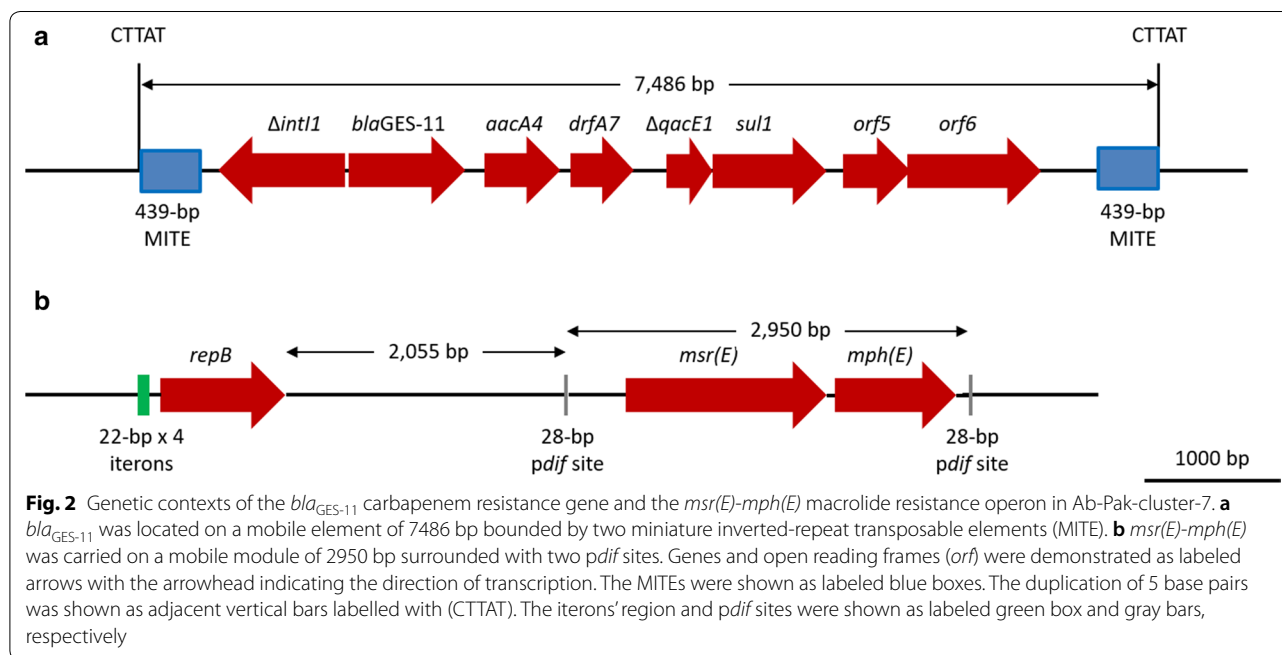 a
CTTAT CTTAT
7,486 bp
ΔintI1 blaGES-11 aacA4 drfA7 ΔqacE1 sul1 orf5 orf6
439-bp MITE 439-bp MITE
b
2,950 bp
repB 2,055 bp msr(E) mph(E)
22-bp x 4 iterons 28-bp pdif site 28-bp pdif site
1000 bp
Fig. 2 Genetic contexts of the blaGES-11 carbapenem resistance gene and the msr(E)-mph(E) macrolide resistance operon in Ab-Pak-cluster-7. a
blaGES-11 was located on a mobile element of 7486 bp bounded by two miniature inverted-repeat transposable elements (MITE). b msr(E)-mph(E)
was carried on a mobile module of 2950 bp surrounded with two pdif sites. Genes and open reading frames (orf) were demonstrated as labeled
arrows with the arrowhead indicating the direction of transcription. The MITEs were shown as labeled blue boxes. The duplication of 5 base pairs
was shown as adjacent vertical bars labelled with (CTTAT). The iterons' region and pdif sites were shown as labeled green box and gray bars,
respectively